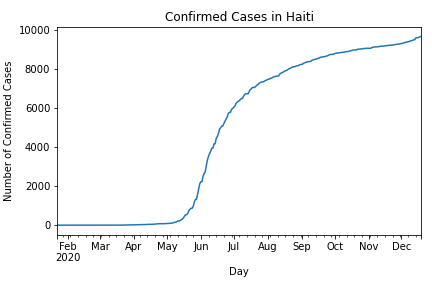 Confirmed Cases in Haiti
Number of Confirmed Cases
10000
8000
6000
4000
2000
0
Feb Mar Apr May Jun Jul Aug Sep Oct Nov Dec
2020
Day